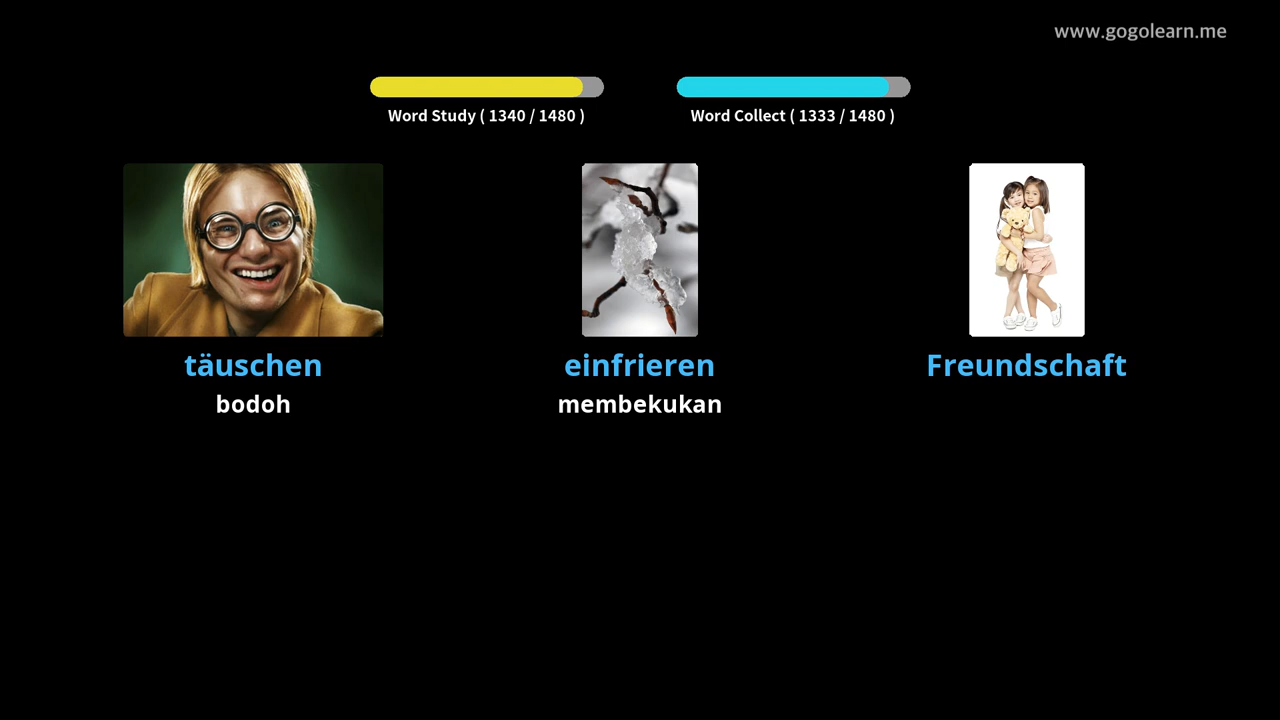 www.gogolearn.me
Word Study ( 1340 / 1480 )
Word Collect ( 1333 / 1480 )
täuschen
bodoh
einfrieren
membekukan
Freundschaft